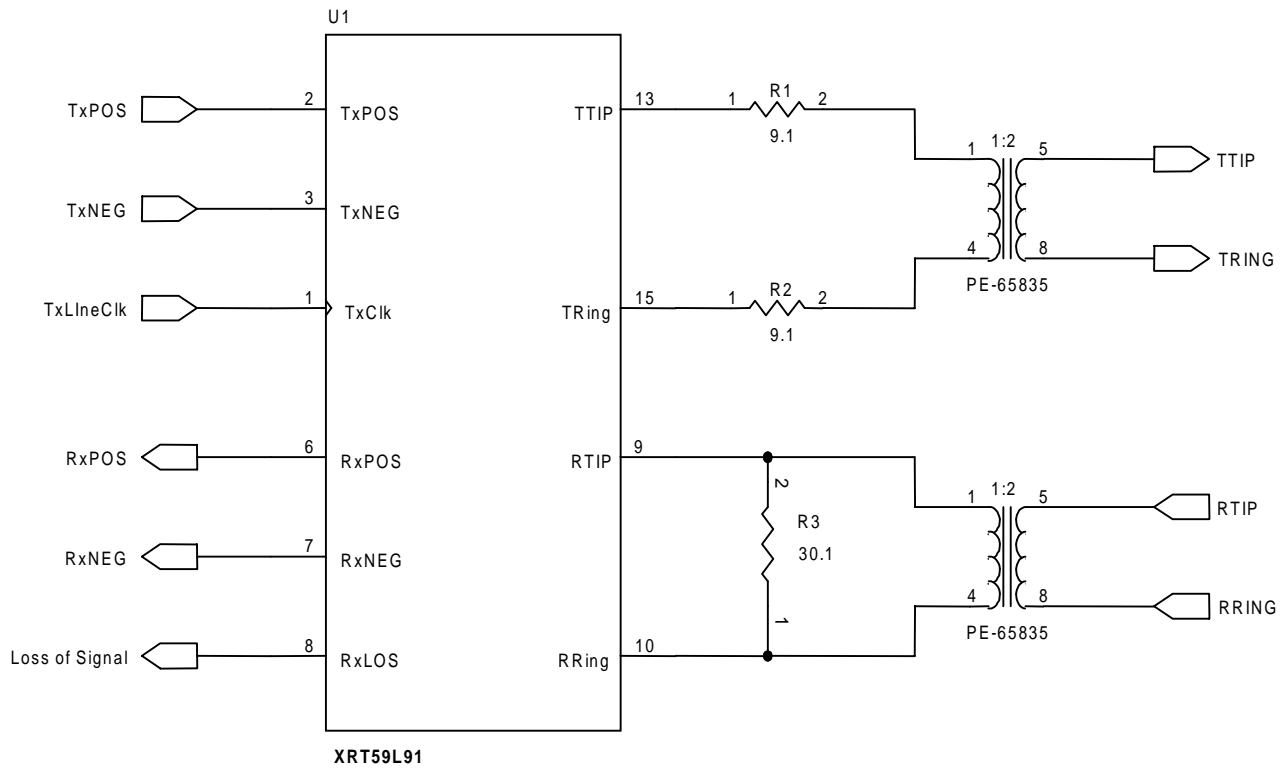 U1
TxPOS
2
TxPOS
TTIP
13
1
R1
2
9.1
1
1:2
5
TTIP
TxNEG
3
TxNEG
4
8
TRING
PE-65835
TxLIneClk
1
TxClk
TRing
15
1
R2
2
9.1
RxPOS
6
RxPOS
RTIP
9
2
R3
30.1
1
1
1:2
5
RTIP
RxNEG
7
RxNEG
4
8
RRING
PE-65835
Loss of Signal
8
RxLOS
RRing
10
XRT59L91